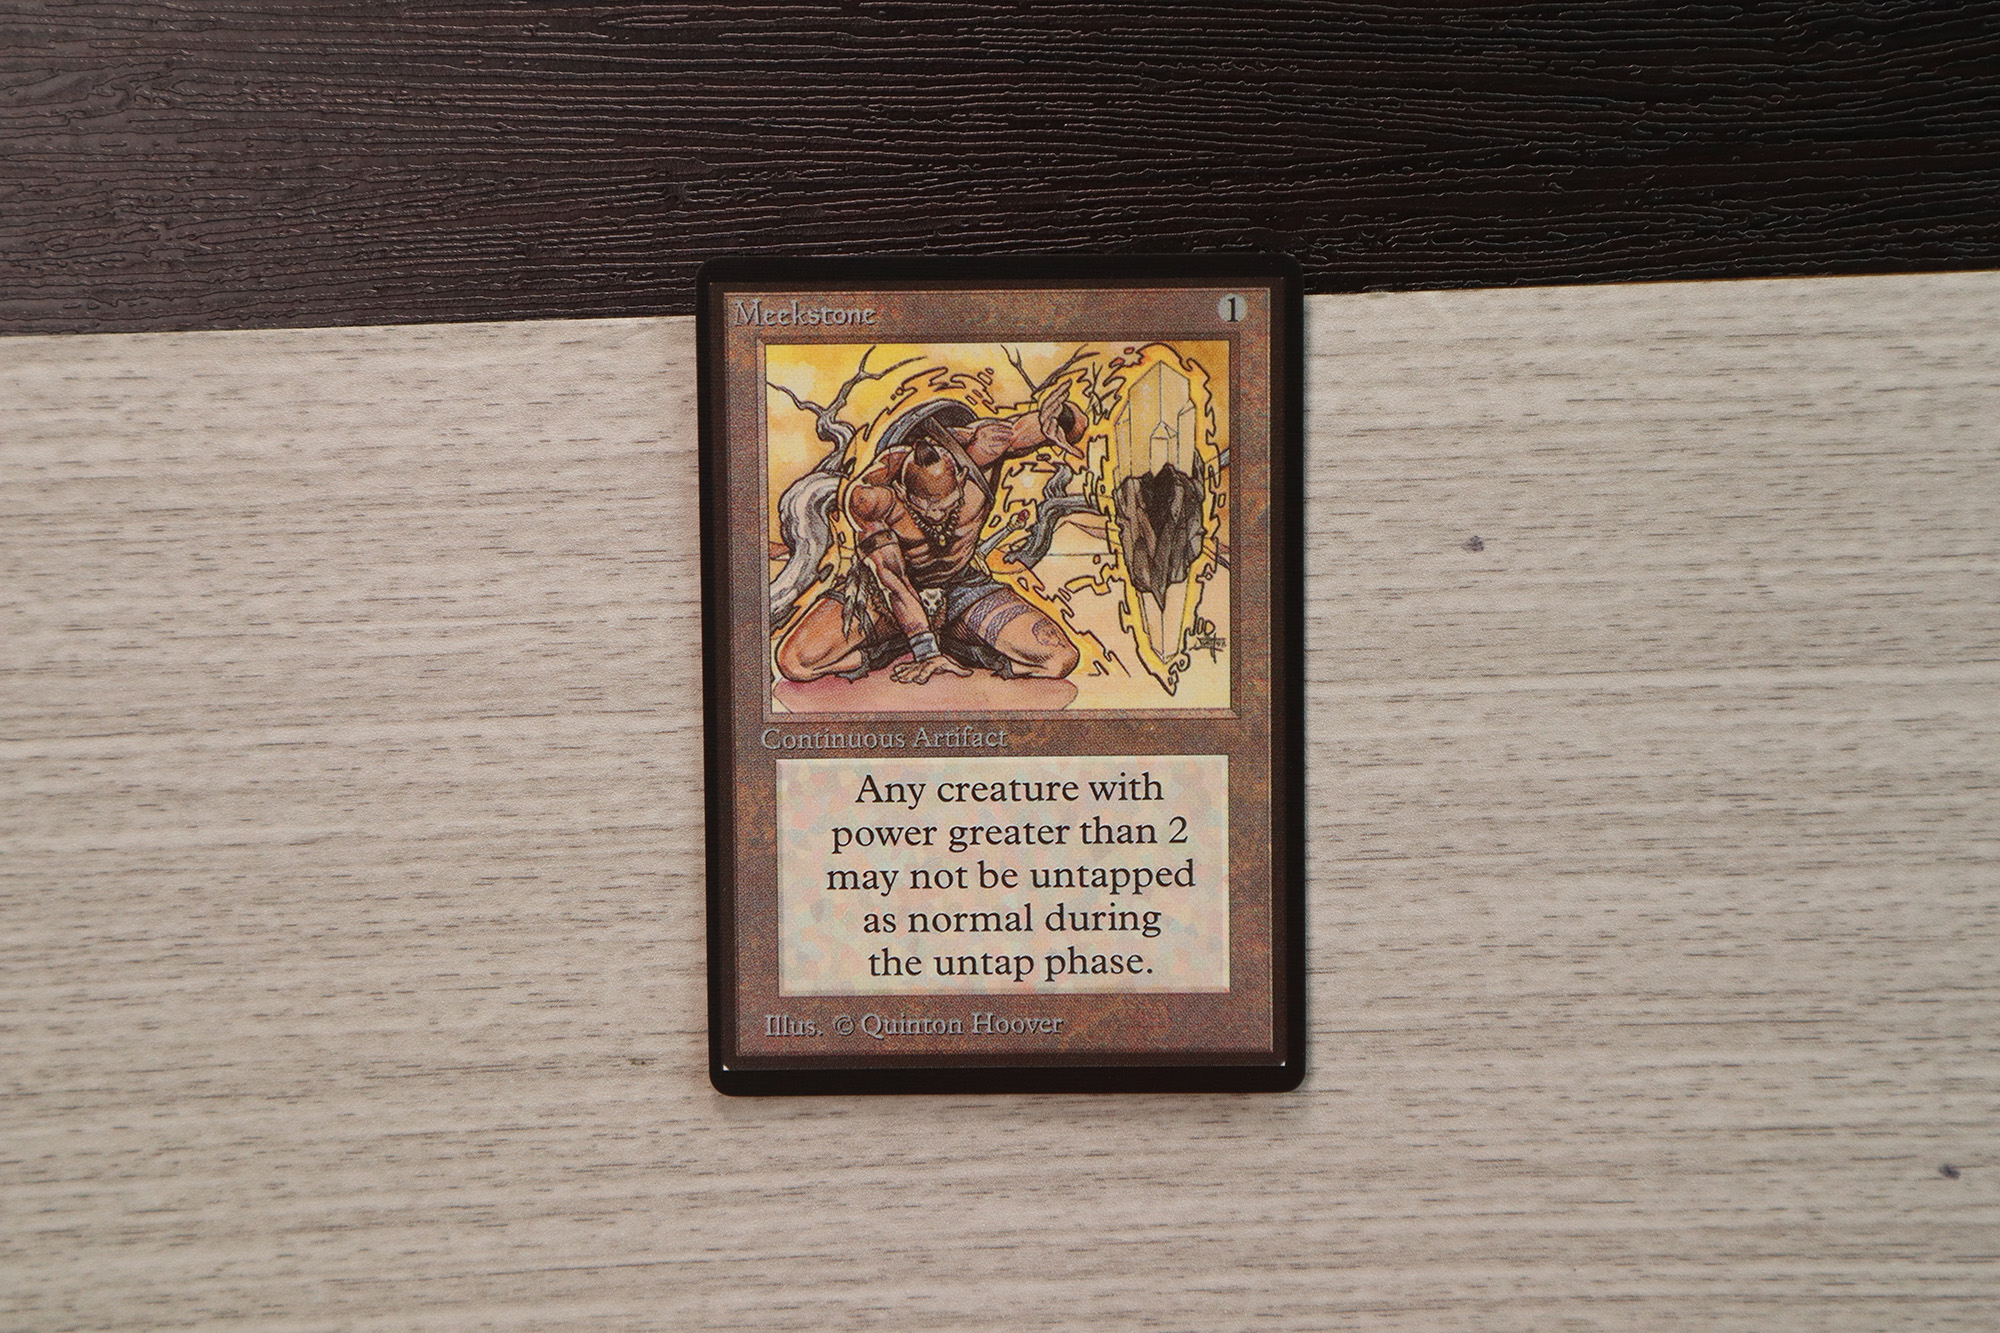 Meekstone 1
Continuous Artifact
Any creature with
power greater than 2
may not be untapped
as normal during
the untap phase.
Illus. © Quinton Hoover